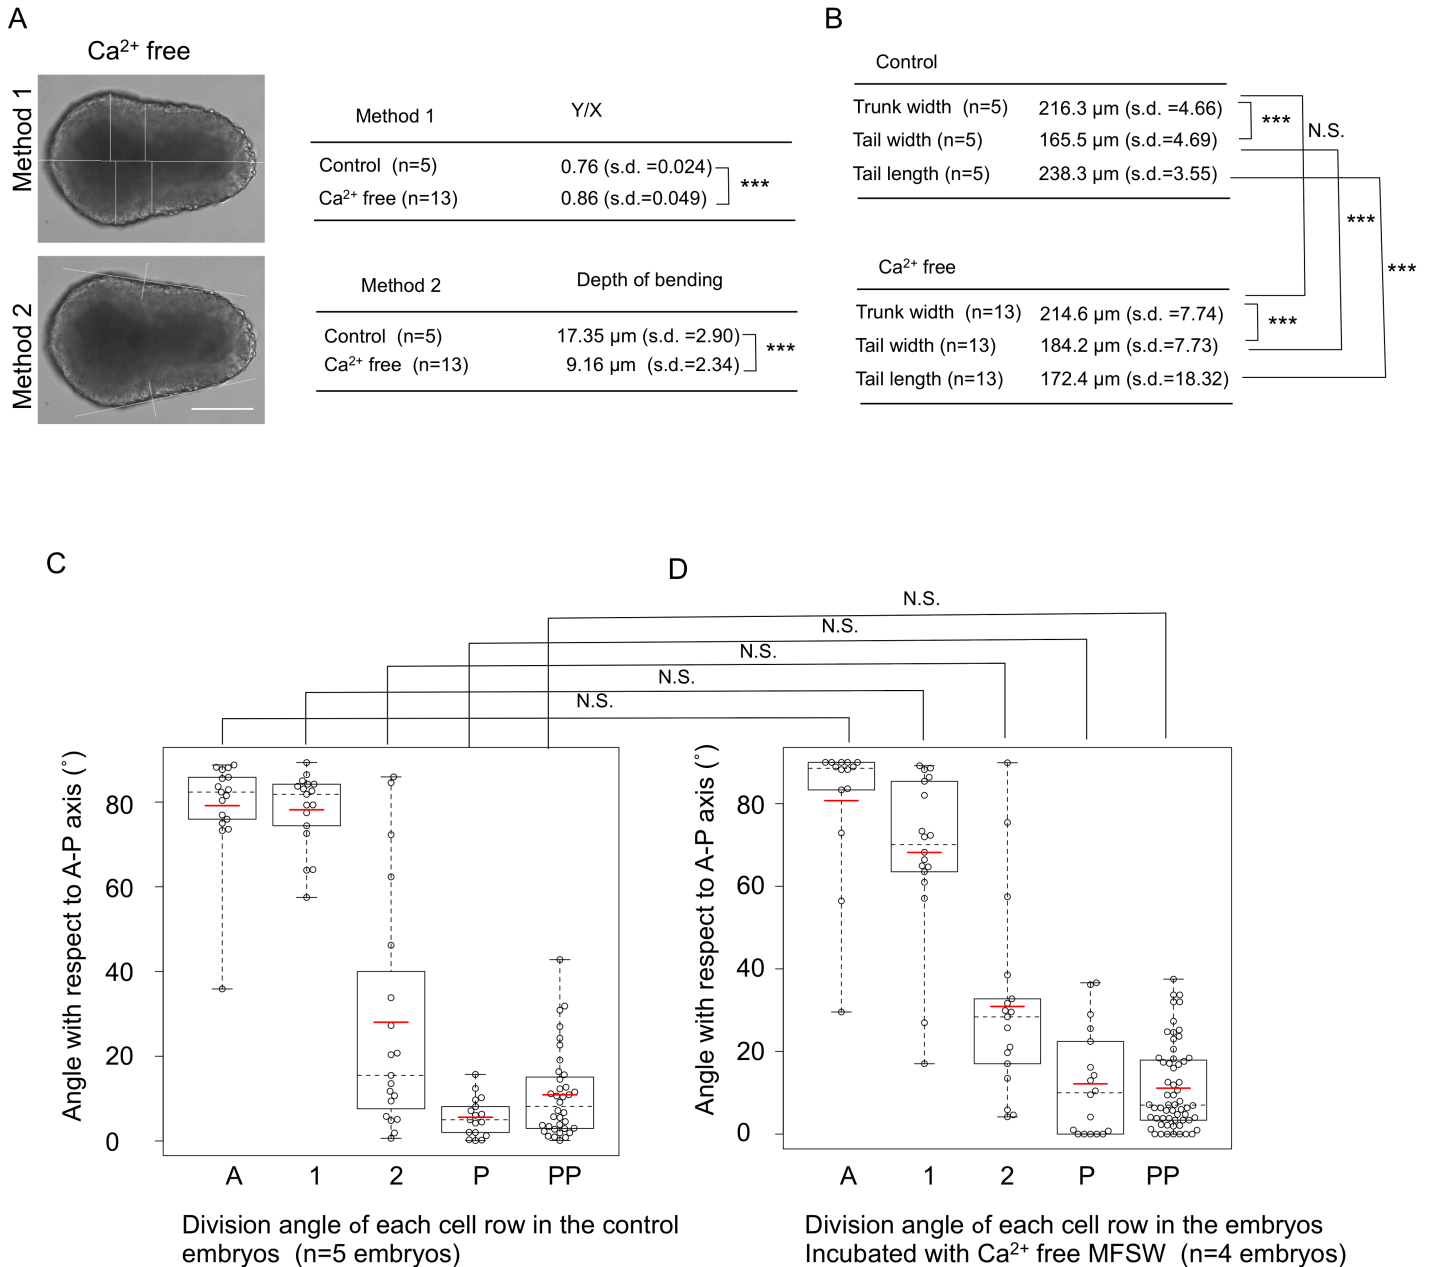 A
Ca²⁺ free
Method 1
Method 2
Method 1 Y/X
Control (n=5) 0.76 (s.d. =0.024)
Ca²⁺ free (n=13) 0.86 (s.d.=0.049)
***
Method 2 Depth of bending
Control (n=5) 17.35 µm (s.d. =2.90)
Ca²⁺ free (n=13) 9.16 µm (s.d.=2.34)
***
B
Control
Trunk width (n=5) 216.3 µm (s.d. =4.66)
Tail width (n=5) 165.5 µm (s.d.=4.69)
Tail length (n=5) 238.3 µm (s.d.=3.55)
***
N.S.
***
***
Ca²⁺ free
Trunk width (n=13) 214.6 µm (s.d. =7.74)
Tail width (n=13) 184.2 µm (s.d.=7.73)
Tail length (n=13) 172.4 µm (s.d.=18.32)
***
C
D
N.S.
N.S.
N.S.
N.S.
N.S.
Angle with respect to A-P axis (˚)
80
60
40
20
0
A 1 2 P PP
Division angle of each cell row in the control
embryos (n=5 embryos)
Angle with respect to A-P axis (˚)
80
60
40
20
0
A 1 2 P PP
Division angle of each cell row in the embryos
Incubated with Ca²⁺ free MFSW (n=4 embryos)